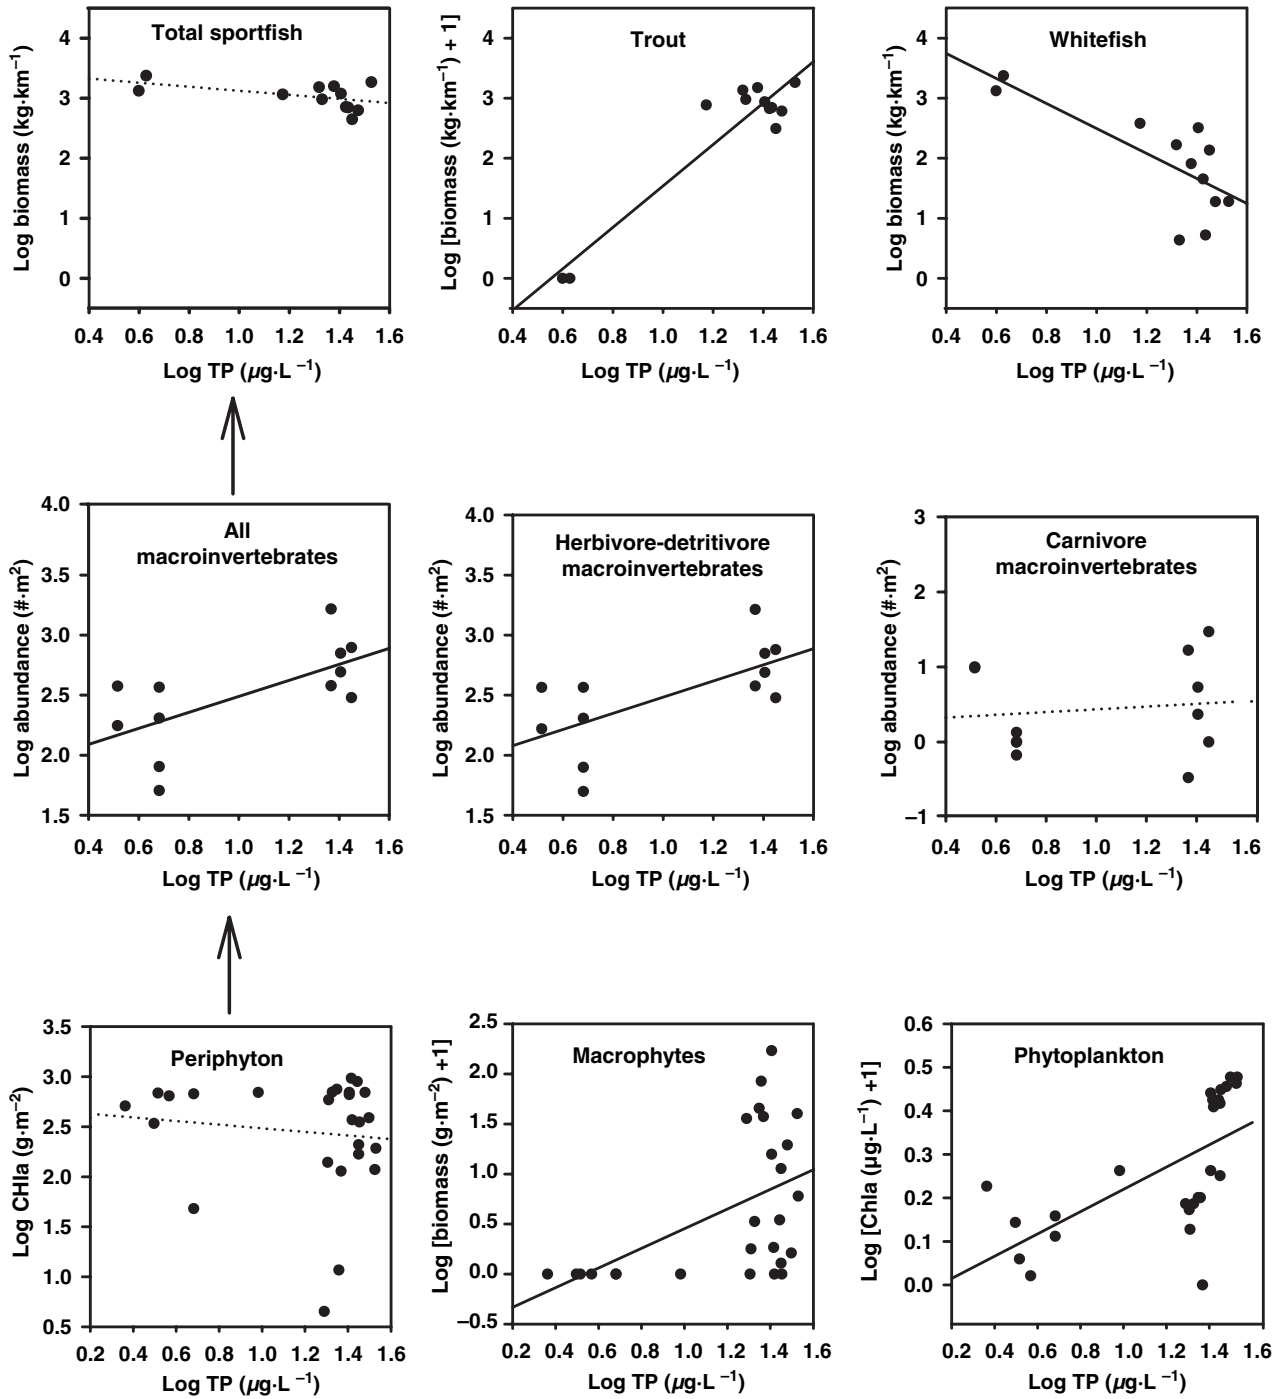 Total sportfish
Log biomass (kg·km⁻¹)
4
3
2
1
0
0.4 0.6 0.8 1.0 1.2 1.4 1.6
Log TP (µg·L ⁻¹)
Trout
Log [biomass (kg·km⁻¹) + 1]
4
3
2
1
0
0.4 0.6 0.8 1.0 1.2 1.4 1.6
Log TP (µg·L ⁻¹)
Whitefish
Log biomass (kg·km⁻¹)
4
3
2
1
0
0.4 0.6 0.8 1.0 1.2 1.4 1.6
Log TP (µg·L ⁻¹)
All
macroinvertebrates
Log abundance (#·m²)
4.0
3.5
3.0
2.5
2.0
1.5
0.4 0.6 0.8 1.0 1.2 1.4 1.6
Log TP (µg·L ⁻¹)
Herbivore-detritivore
macroinvertebrates
Log abundance (#·m²)
4.0
3.5
3.0
2.5
2.0
1.5
0.4 0.6 0.8 1.0 1.2 1.4 1.6
Log TP (µg·L ⁻¹)
Carnivore
macroinvertebrates
Log abundance (#·m²)
3
2
1
0
−1
0.4 0.6 0.8 1.0 1.2 1.4 1.6
Log TP (µg·L ⁻¹)
Periphyton
Log CHla (g·m⁻²)
3.5
3.0
2.5
2.0
1.5
1.0
0.5
0.2 0.4 0.6 0.8 1.0 1.2 1.4 1.6
Log TP (µg·L ⁻¹)
Macrophytes
Log [biomass (g·m⁻²) +1]
2.5
2.0
1.5
1.0
0.5
0.0
−0.5
0.2 0.4 0.6 0.8 1.0 1.2 1.4 1.6
Log TP (µg·L ⁻¹)
Phytoplankton
Log [Chla (µg·L⁻¹) +1]
0.6
0.5
0.4
0.3
0.2
0.1
0.0
0.2 0.4 0.6 0.8 1.0 1.2 1.4 1.6
Log TP (µg·L ⁻¹)